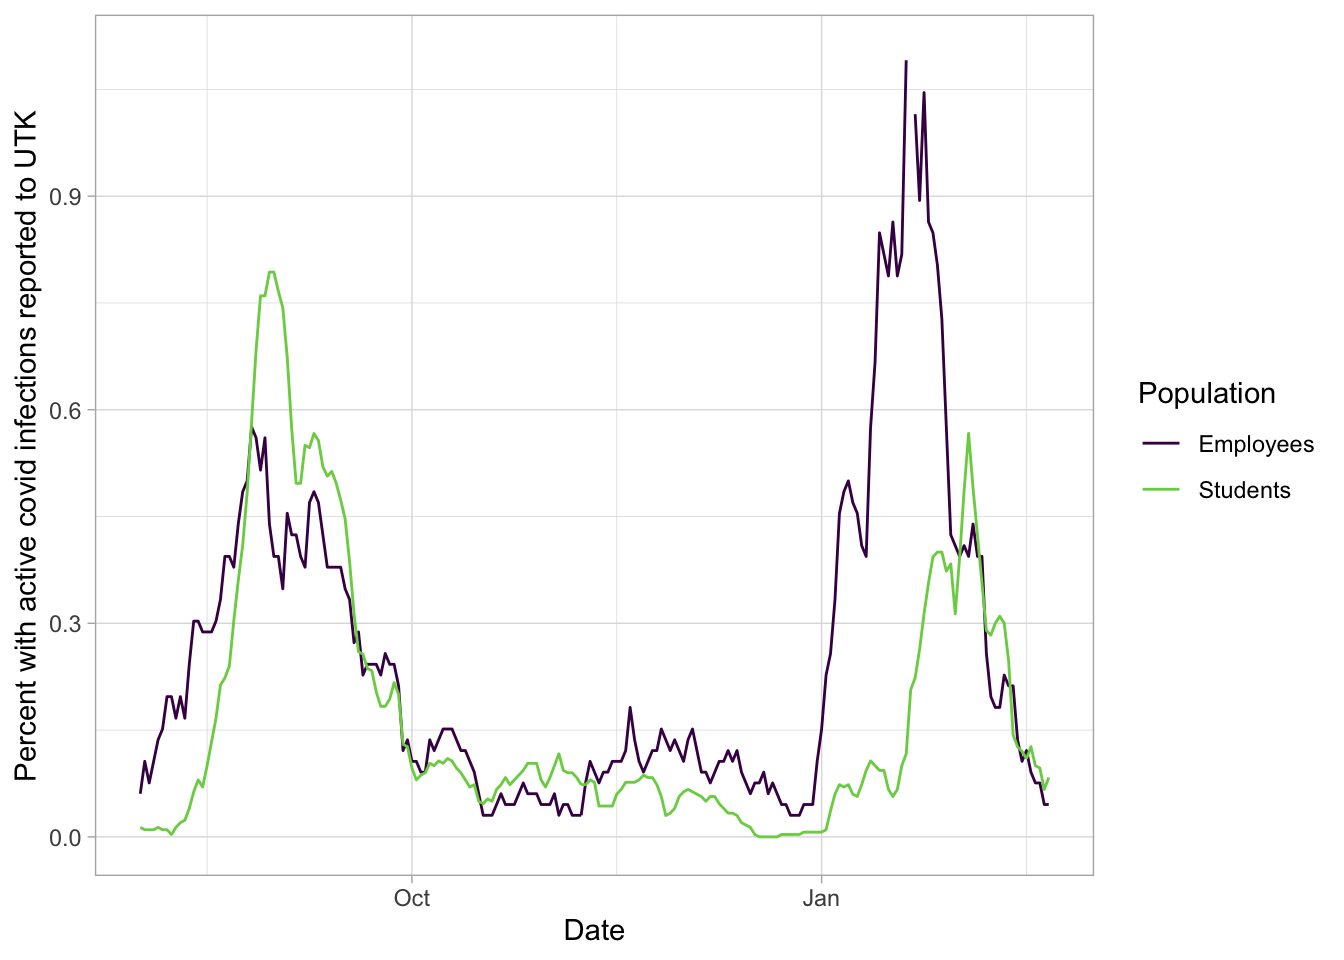 Percent with active covid infections reported to UTK
0.9
0.6
0.3
0.0
Oct
Jan
Date
Population
Employees
Students